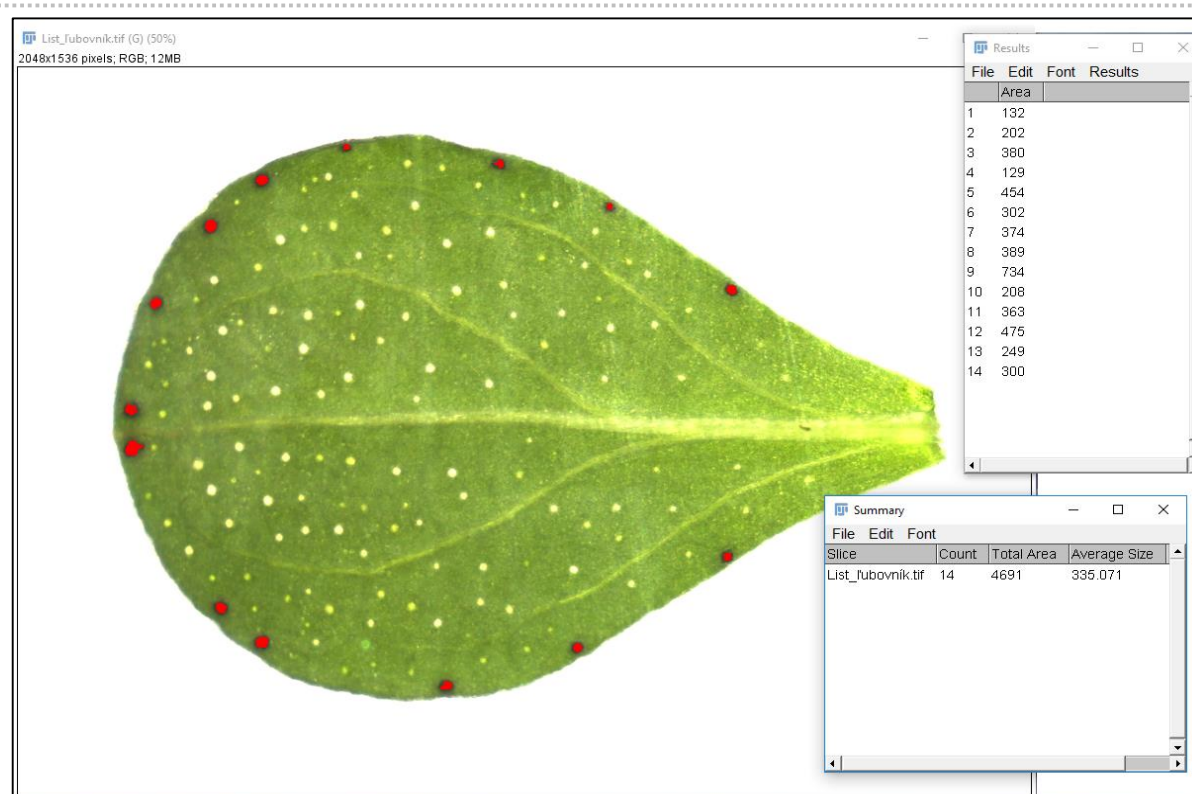 List_ľubovník.tif (G) (50%)
2048x1536 pixels; RGB; 12MB
Results
File Edit Font Results
Area
1 132
2 202
3 380
4 129
5 454
6 302
7 374
8 389
9 734
10 208
11 363
12 475
13 249
14 300
Summary
File Edit Font
Slice Count Total Area Average Size
List_ľubovník.tif 14 4691 335.071